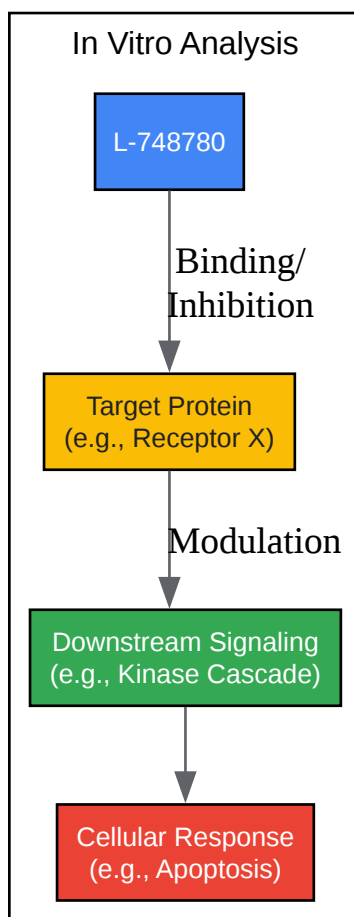 In Vitro Analysis
L-748780
Binding/
Inhibition
Target Protein
(e.g., Receptor X)
Modulation
Downstream Signaling
(e.g., Kinase Cascade)
Cellular Response
(e.g., Apoptosis)